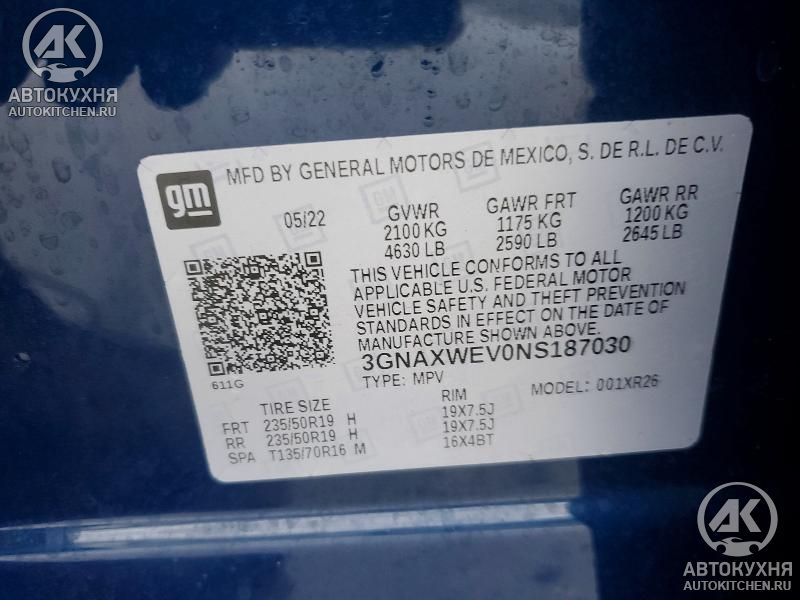 АК
АВТОКУХНЯ
AUTOKITCHEN.RU
MFD BY GENERAL MOTORS DE MEXICO, S. DE R.L. DE C.V.
gm
05/22 GVWR GAWR FRT GAWR RR
2100 KG 1175 KG 1200 KG
4630 LB 2590 LB 2645 LB
THIS VEHICLE CONFORMS TO ALL
APPLICABLE U.S. FEDERAL MOTOR
VEHICLE SAFETY AND THEFT PREVENTION
STANDARDS IN EFFECT ON THE DATE OF
MANUFACTURE SHOWN ABOVE.
3GNAXWEV0NS187030
611G
TYPE: MPV MODEL: 001XR26
TIRE SIZE RIM
FRT 235/50R19 H 19X7.5J
RR 235/50R19 H 19X7.5J
SPA T135/70R16 M 16X4BT
АК
АВТОКУХНЯ
AUTOKITCHEN.RU